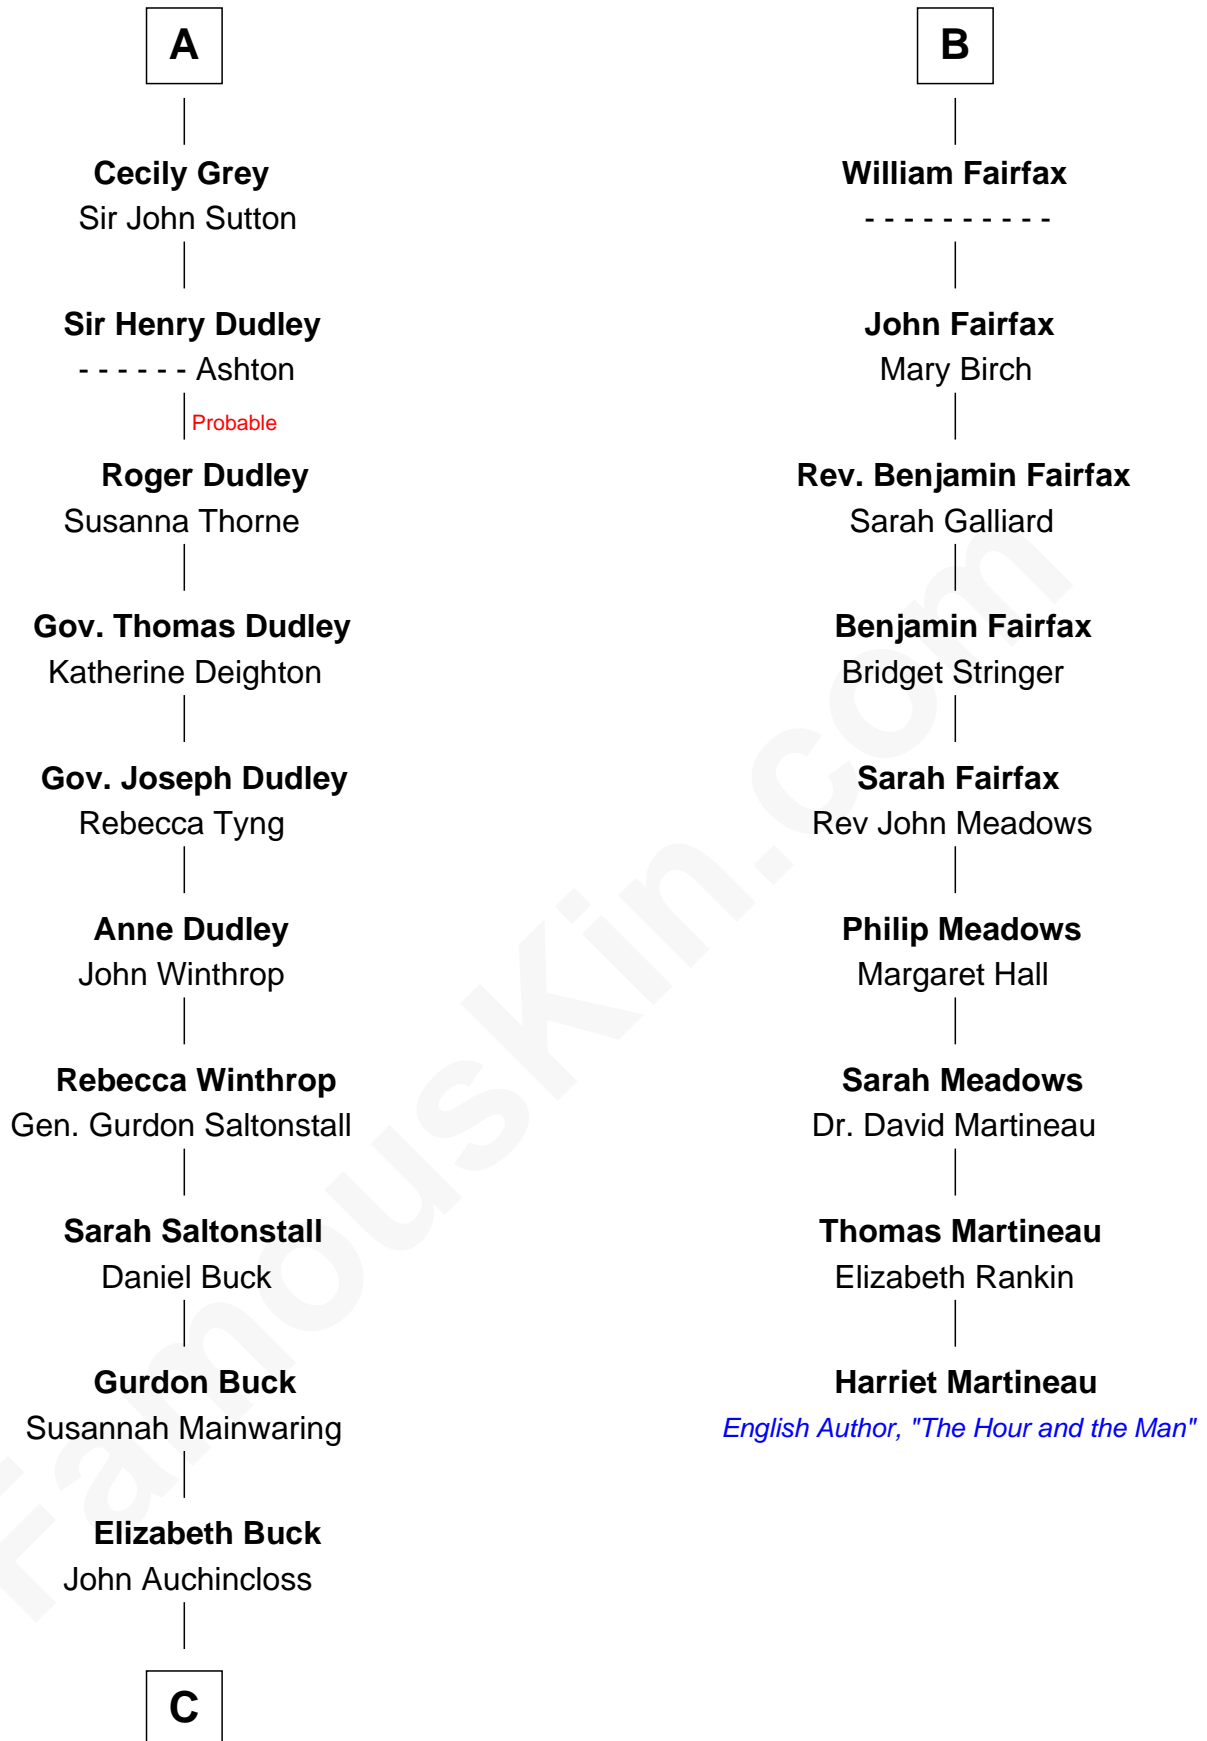 A
Cecily Grey
Sir John Sutton
Sir Henry Dudley
- - - - - - Ashton
Probable
Roger Dudley
Susanna Thorne
Gov. Thomas Dudley
Katherine Deighton
Gov. Joseph Dudley
Rebecca Tyng
Anne Dudley
John Winthrop
Rebecca Winthrop
Gen. Gurdon Saltonstall
Sarah Saltonstall
Daniel Buck
Gurdon Buck
Susannah Mainwaring
Elizabeth Buck
John Auchincloss
C
B
William Fairfax
- - - - - - - - - -
John Fairfax
Mary Birch
Rev. Benjamin Fairfax
Sarah Galliard
Benjamin Fairfax
Bridget Stringer
Sarah Fairfax
Rev John Meadows
Philip Meadows
Margaret Hall
Sarah Meadows
Dr. David Martineau
Thomas Martineau
Elizabeth Rankin
Harriet Martineau
English Author, "The Hour and the Man"
FamousKin.com